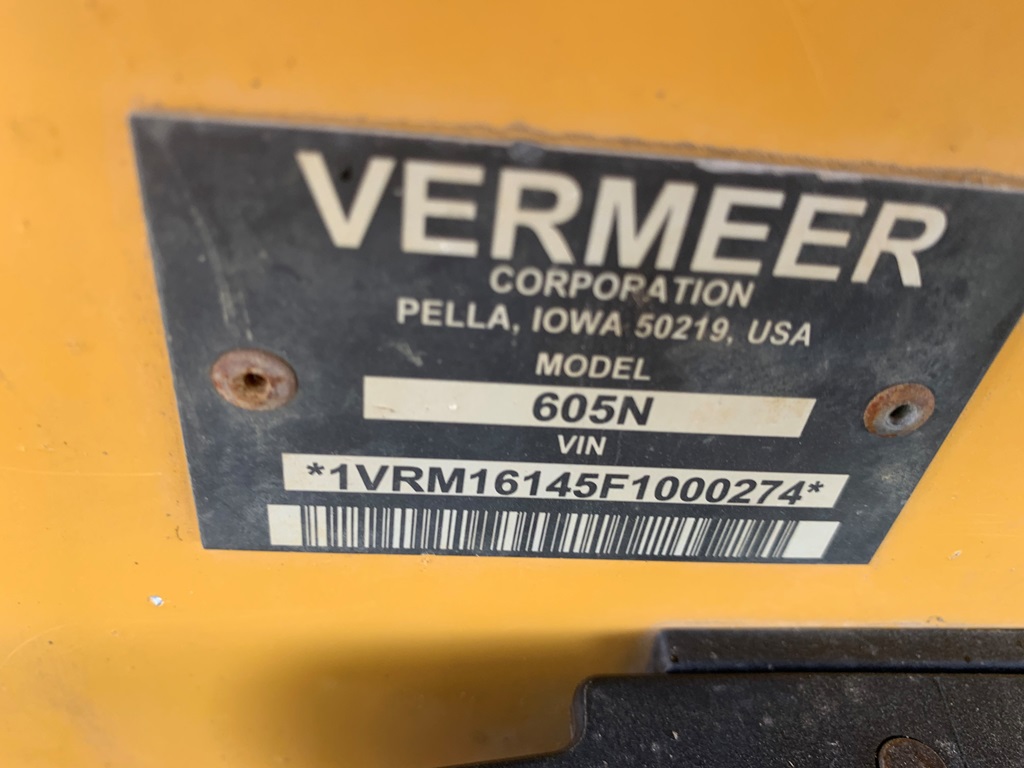 VERMEER
CORPORATION
PELLA, IOWA 50219, USA
MODEL
605N
VIN
*1VRM16145F1000274*